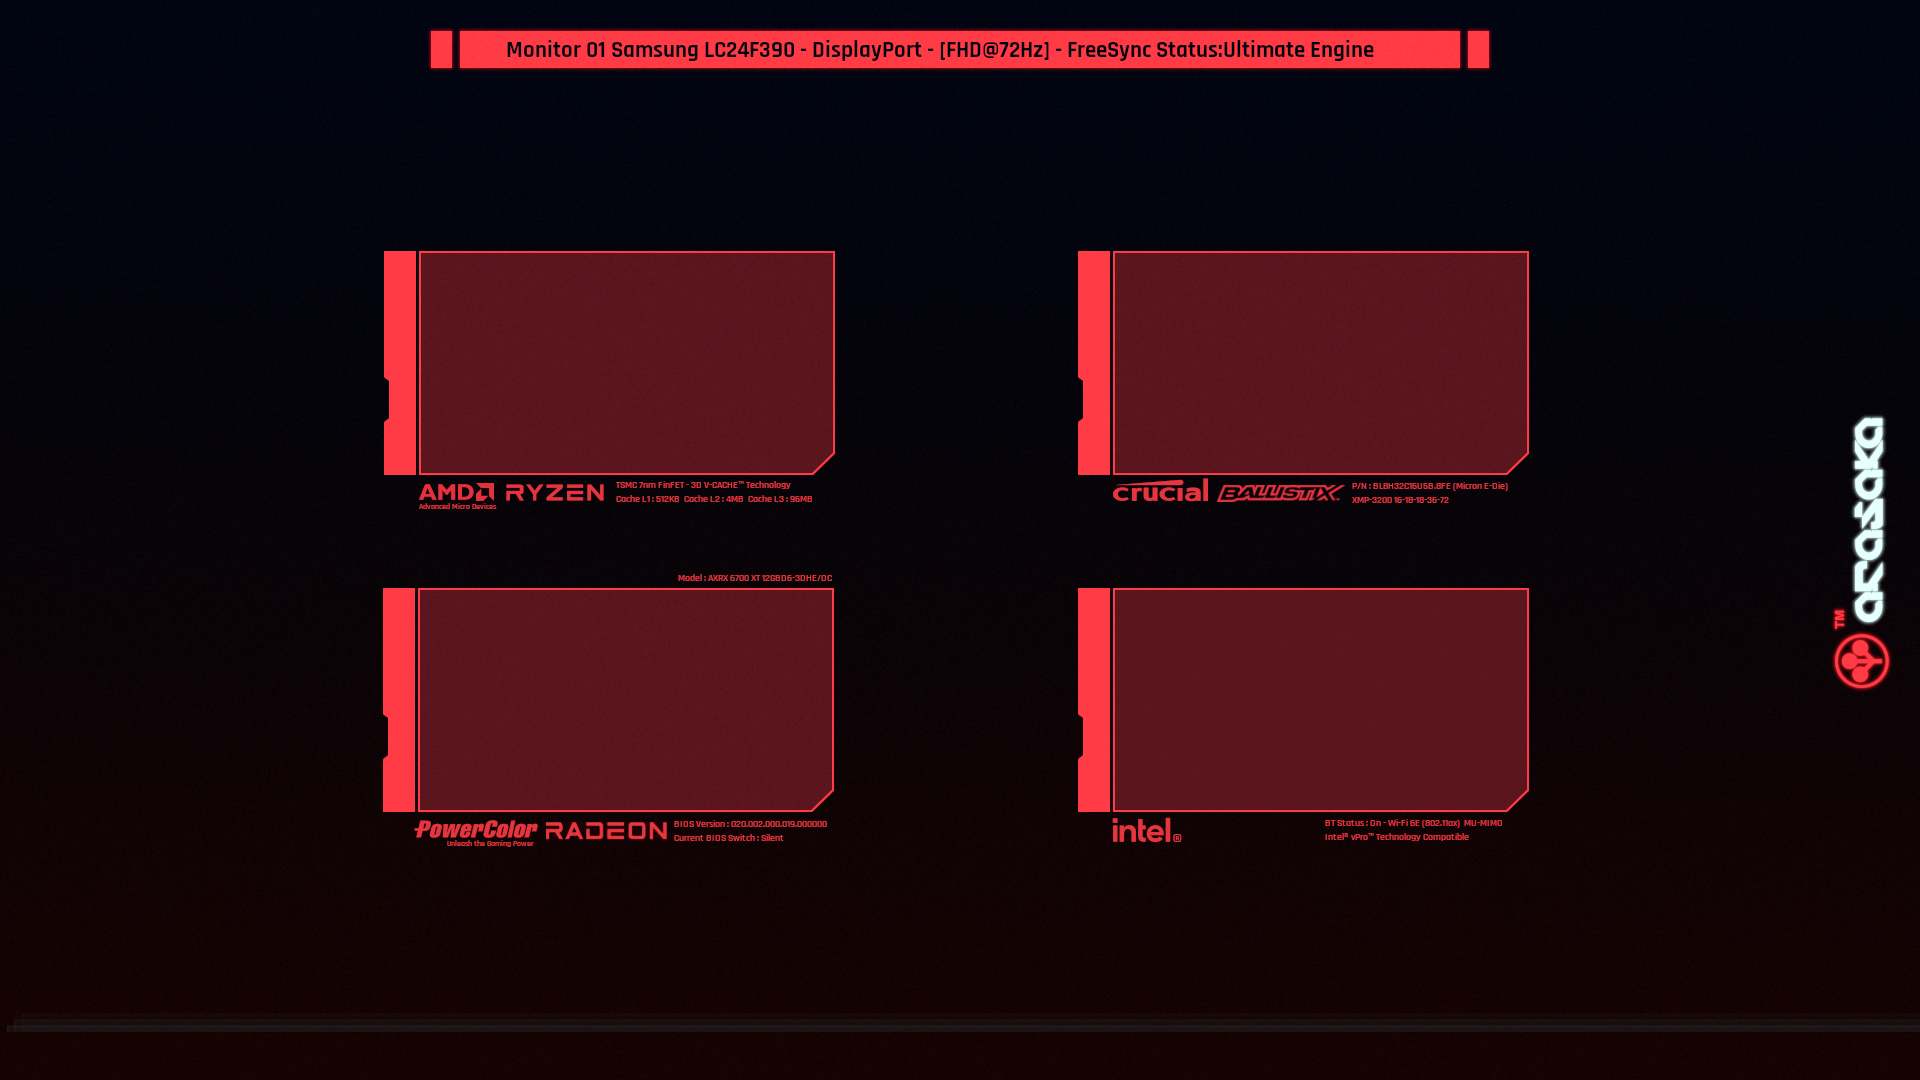 Monitor 01 Samsung LC24F390 - DisplayPort - [FHD@72Hz] - FreeSync Status:Ultimate Engine
AMD RYZEN
Advanced Micro Devices
TSMC 7nm FinFET - 3D V-CACHE™ Technology
Cache L1 : 512KB Cache L2 : 4MB Cache L3 : 96MB
crucial BALLISTIX
P/N : BL8H32C16U5B.8FE (Micron E-Die)
XMP-3200 16-18-18-36-72
arasaka
TM
Model : AXRX 6700 XT 12GBD6-3DHE/OC
PowerColor RADEON
Unleash the Gaming Power
BIOS Version : 020.002.000.019.000000
Current BIOS Switch : Silent
intel®
BT Status : On - Wi-Fi 6E (802.11ax) MU-MIMO
Intel® vPro™ Technology Compatible